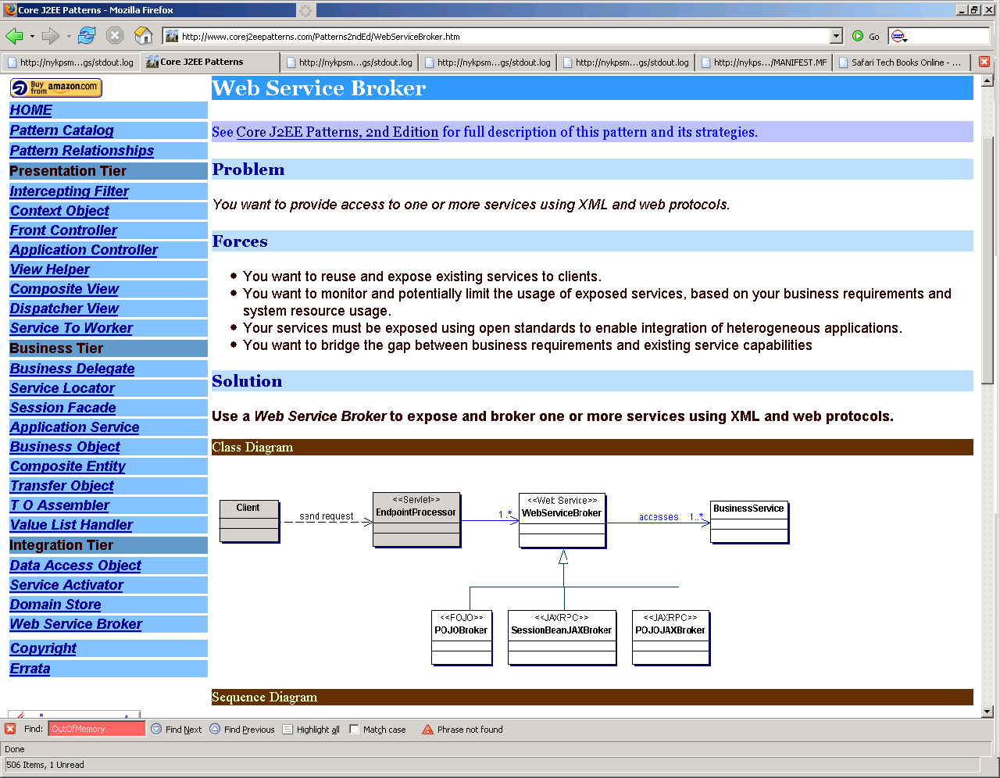 Core J2EE Patterns - Mozilla Firefox
http://www.corej2eepatterns.com/Patterns2ndEd/WebServiceBroker.htm
Go
http://nykpsm...gs/stdout.log
Core J2EE Patterns
http://nykpsm...gs/stdout.log
http://nykpsm...gs/stdout.log
http://nykpsm...gs/stdout.log
http://nykps.../MANIFEST.MF
Safari Tech Books Online - ...
Buy from amazon.com
HOME
Pattern Catalog
Pattern Relationships
Presentation Tier
Intercepting Filter
Context Object
Front Controller
Application Controller
View Helper
Composite View
Dispatcher View
Service To Worker
Business Tier
Business Delegate
Service Locator
Session Facade
Application Service
Business Object
Composite Entity
Transfer Object
T O Assembler
Value List Handler
Integration Tier
Data Access Object
Service Activator
Domain Store
Web Service Broker
Copyright
Errata
Web Service Broker
See Core J2EE Patterns, 2nd Edition for full description of this pattern and its strategies.
Problem
You want to provide access to one or more services using XML and web protocols.
Forces
You want to reuse and expose existing services to clients.
You want to monitor and potentially limit the usage of exposed services, based on your business requirements and
system resource usage.
Your services must be exposed using open standards to enable integration of heterogeneous applications.
You want to bridge the gap between business requirements and existing service capabilities
Solution
Use a Web Service Broker to expose and broker one or more services using XML and web protocols.
Class Diagram
Client
send request
<<Servlet>>
EndpointProcessor
1..*
<<Web Service>>
WebServiceBroker
accesses
1..*
BusinessService
<<POJO>>
POJOBroker
<<JAXRPC>>
SessionBeanJAXBroker
<<JAXRPC>>
POJOJAXBroker
Sequence Diagram
Find:
OutOfMemory
Find Next
Find Previous
Highlight all
Match case
Phrase not found
Done
506 Items, 1 Unread